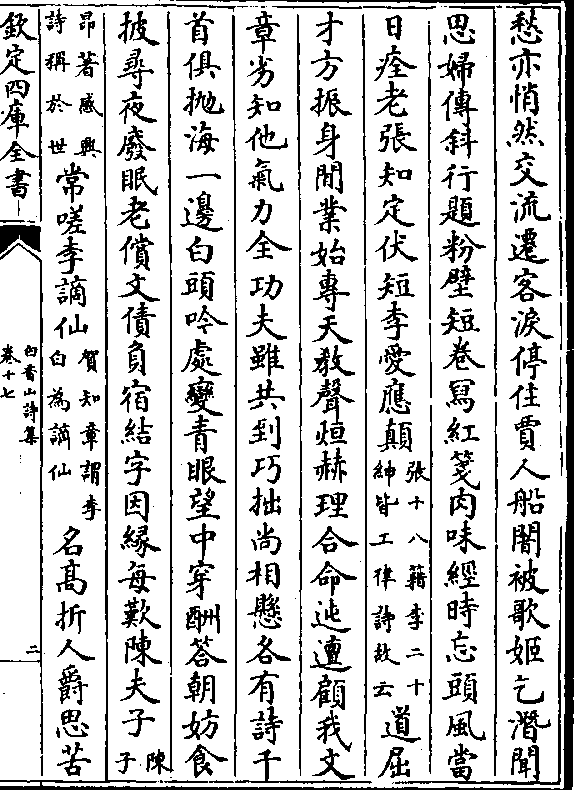 愁亦悄然交流遷客淚停住賈人船闇被歌姬乞潛聞
思婦傳斜行題粉壁短卷寫紅箋肉味經時忘頭風當
日痊老張知定伏短李愛應顛張十八籍李二十紳皆工律詩故云道屈
才方振身閒業始專天教聲烜赫理合命迍邅顧我文
章劣知他氣力全功夫雖共到巧拙尚相懸各有詩千
首俱拋海一邊白頭吟處變青眼望中穿酬答朝妨食
披尋夜廢眠老償文債負宿結字因緣每歎陳夫子陳子
昂著感興詩稱於世常嗟李謫仙賀知章謂李白為謫仙名高折人爵思苦
欽定四庫全書
白香山詩集
卷十七
二